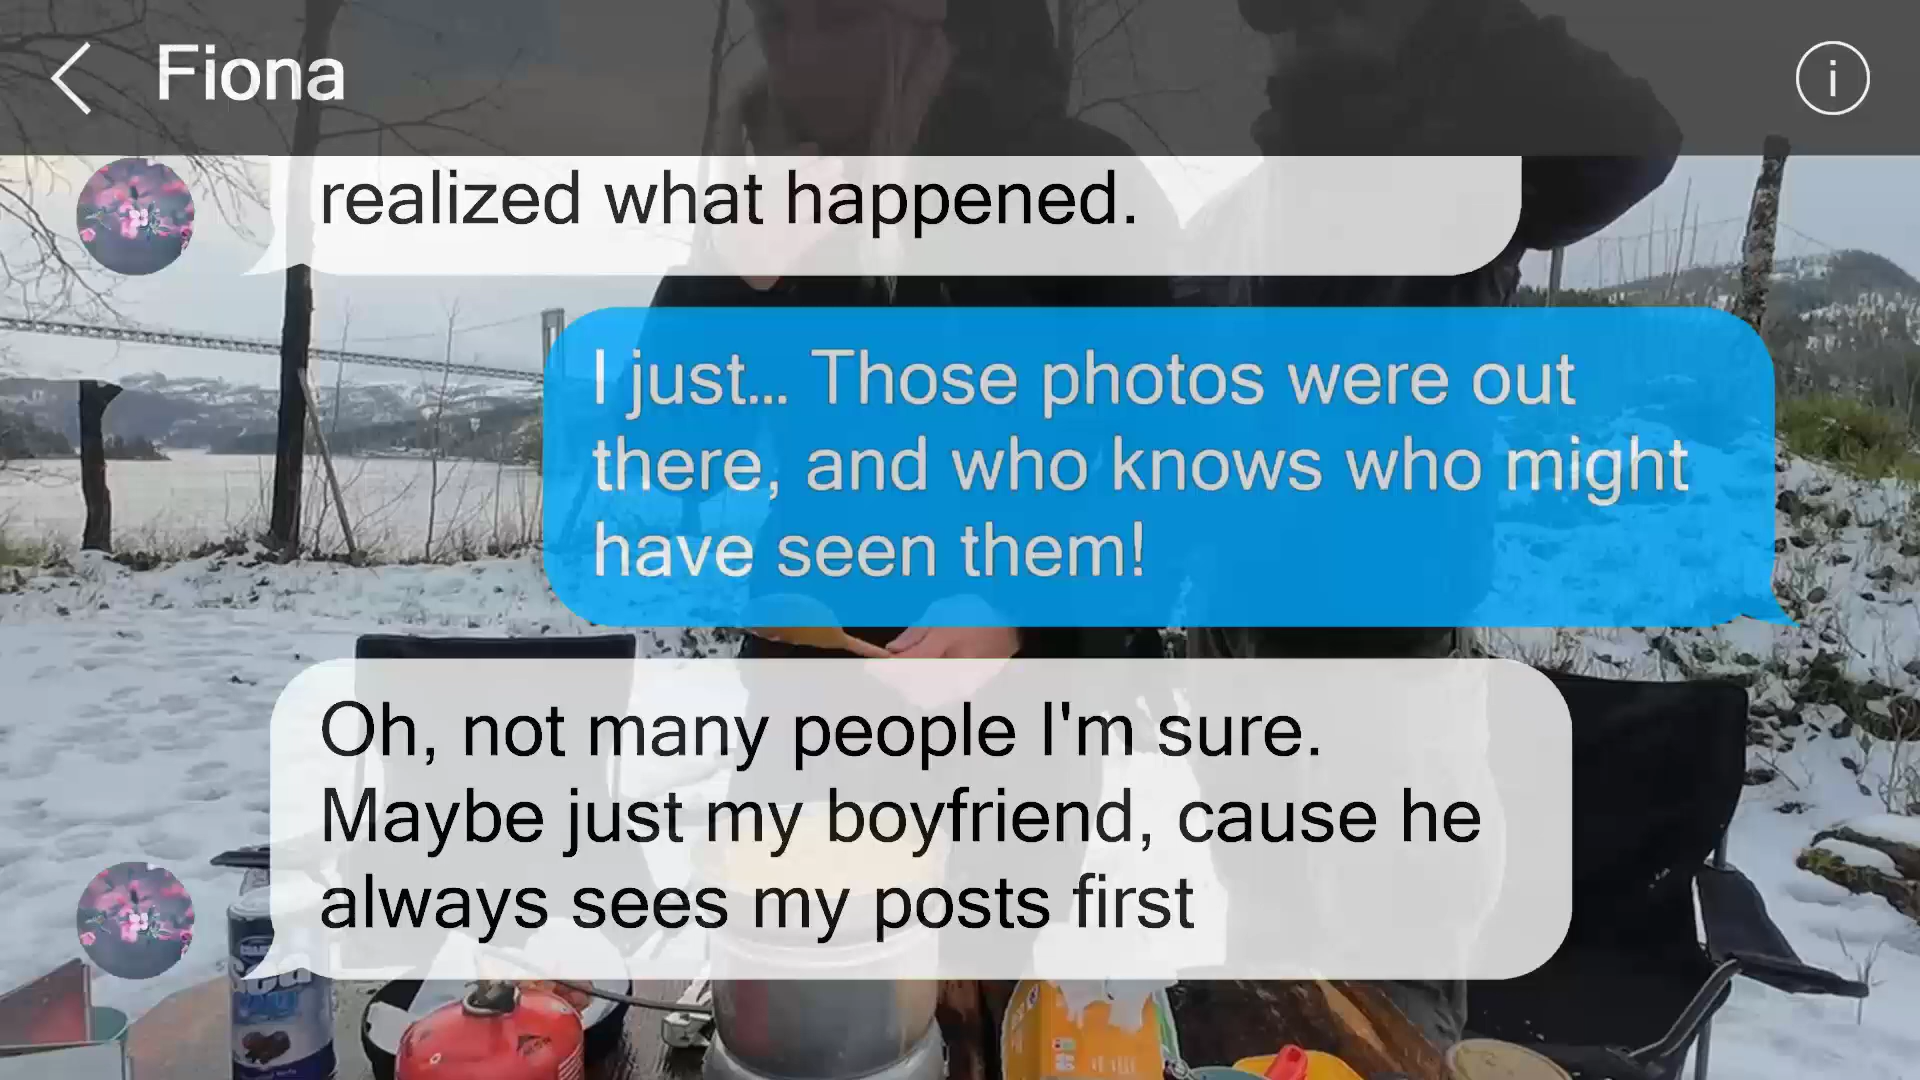 Fiona
i
realized what happened.
I just... Those photos were out
there, and who knows who might
have seen them!
Oh, not many people I'm sure.
Maybe just my boyfriend, cause he
always sees my posts first